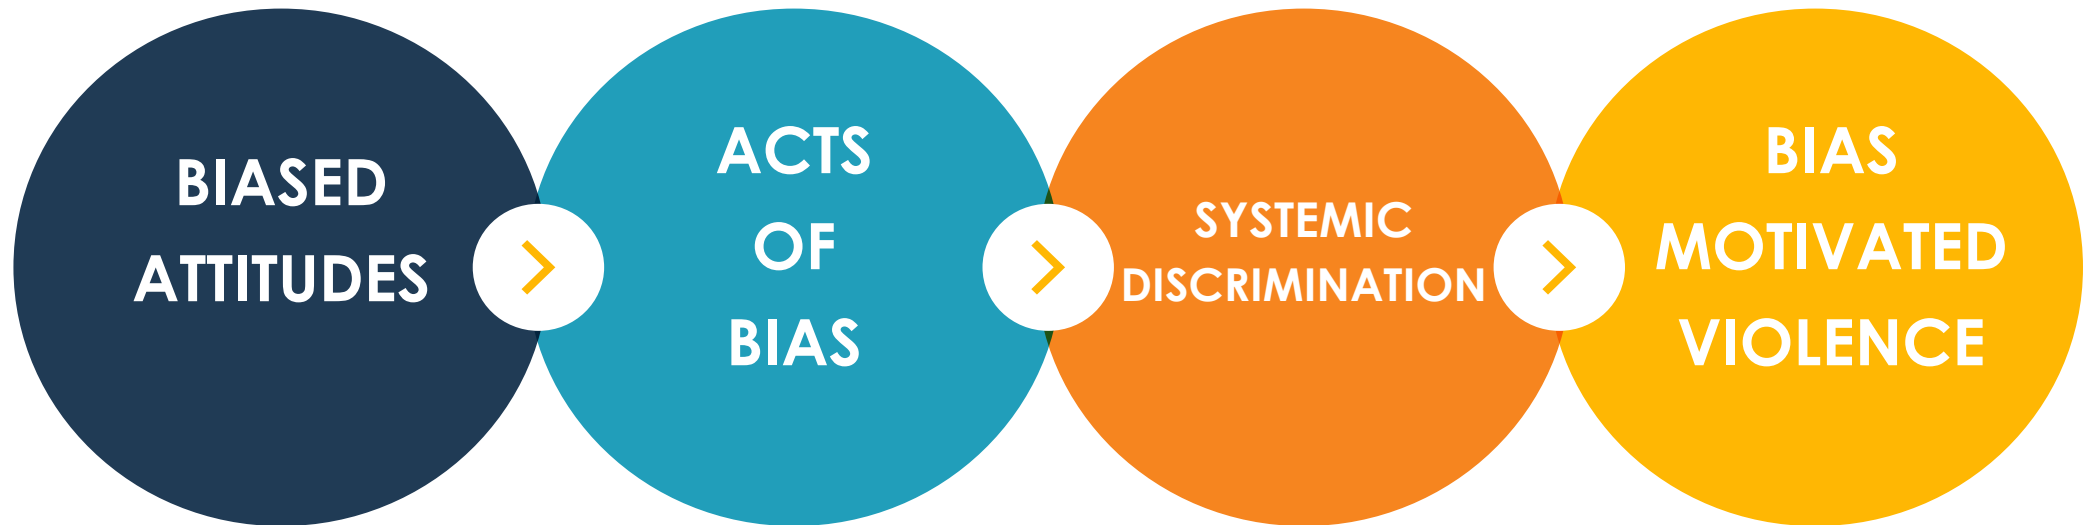 BIASED
ATTITUDES
ACTS
OF
BIAS
SYSTEMIC
DISCRIMINATION
BIAS
MOTIVATED
VIOLENCE